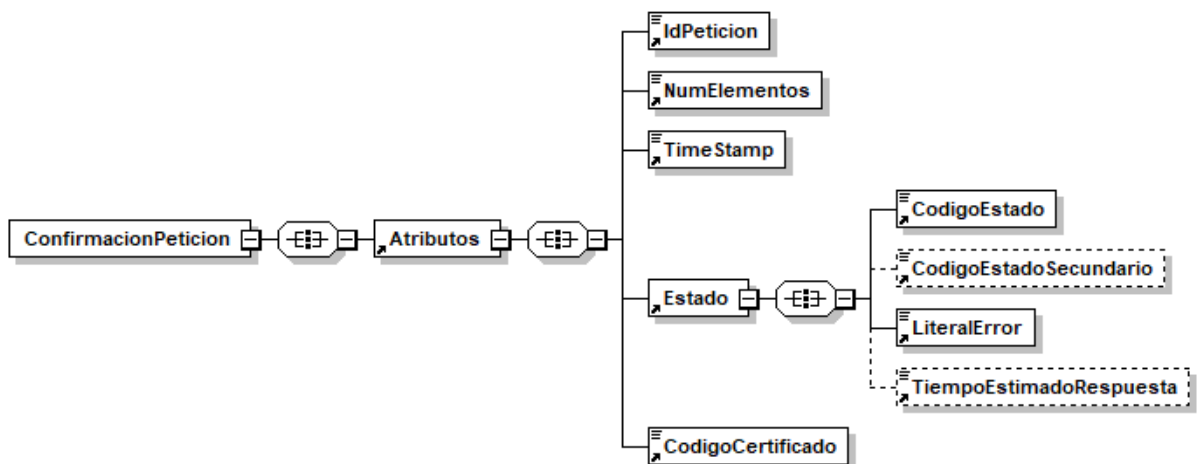 IdPeticion
NumElementos
TimeStamp
CodigoEstado
ConfirmacionPeticion
Atributos
CodigoEstadoSecundario
Estado
LiteralError
TiempoEstimadoRespuesta
CodigoCertificado